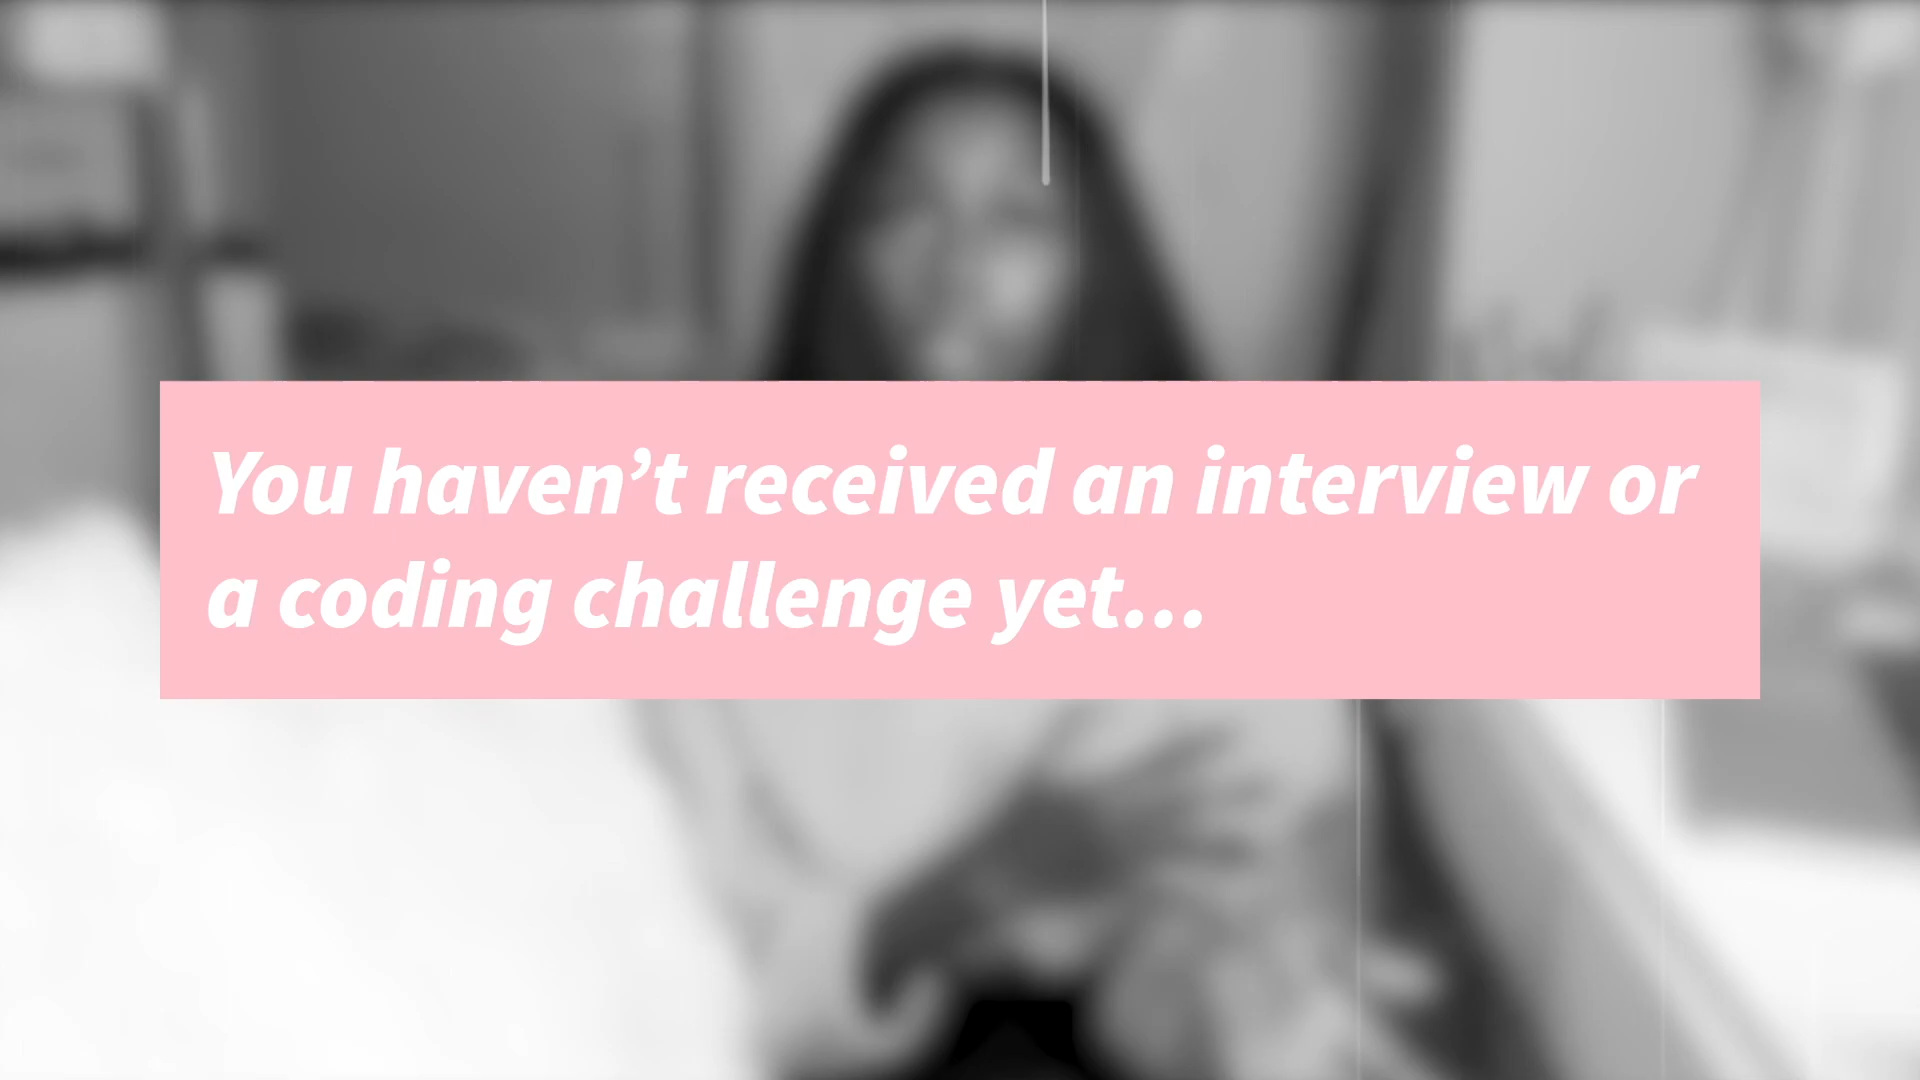 You haven’t received an interview or
a coding challenge yet...